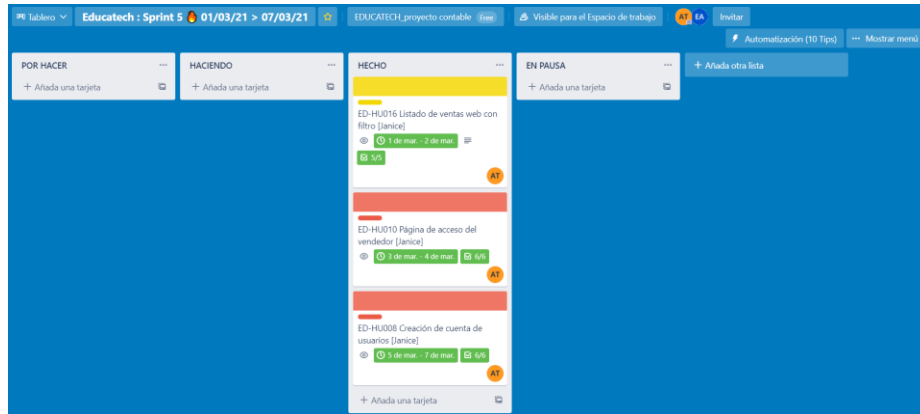 Tablero
Educatech : Sprint 5 🔥 01/03/21 > 07/03/21
EDUCATECH_proyecto contable Free
Visible para el Espacio de trabajo
AT EA
Invitar
Automatización (10 Tips)
Mostrar menú
POR HACER
+ Añada una tarjeta
HACIENDO
+ Añada una tarjeta
HECHO
ED-HU016 Listado de ventas web con
filtro [Janice]
1 de mar. - 2 de mar.
5/5
AT
ED-HU010 Página de acceso del
vendedor [Janice]
3 de mar. - 4 de mar. 6/6
AT
ED-HU008 Creación de cuenta de
usuarios [Janice]
5 de mar. - 7 de mar. 6/6
AT
+ Añada una tarjeta
EN PAUSA
+ Añada una tarjeta
+ Añada otra lista